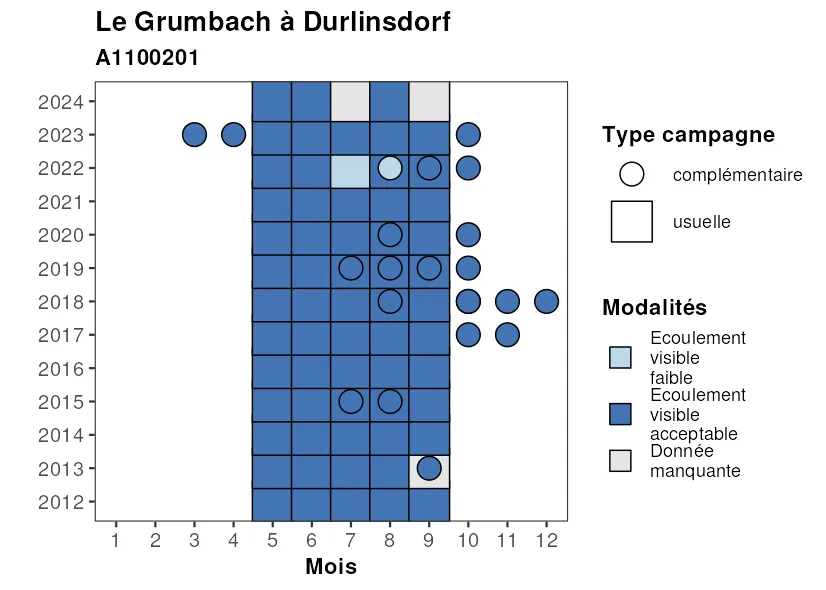 Le Grumbach à Durlinsdorf
A1100201
2024
2023
2022
2021
2020
2019
2018
2017
2016
2015
2014
2013
2012
1 2 3 4 5 6 7 8 9 10 11 12
Mois
Type campagne
complémentaire
usuelle
Modalités
Ecoulement
visible
faible
Ecoulement
visible
acceptable
Donnée
manquante